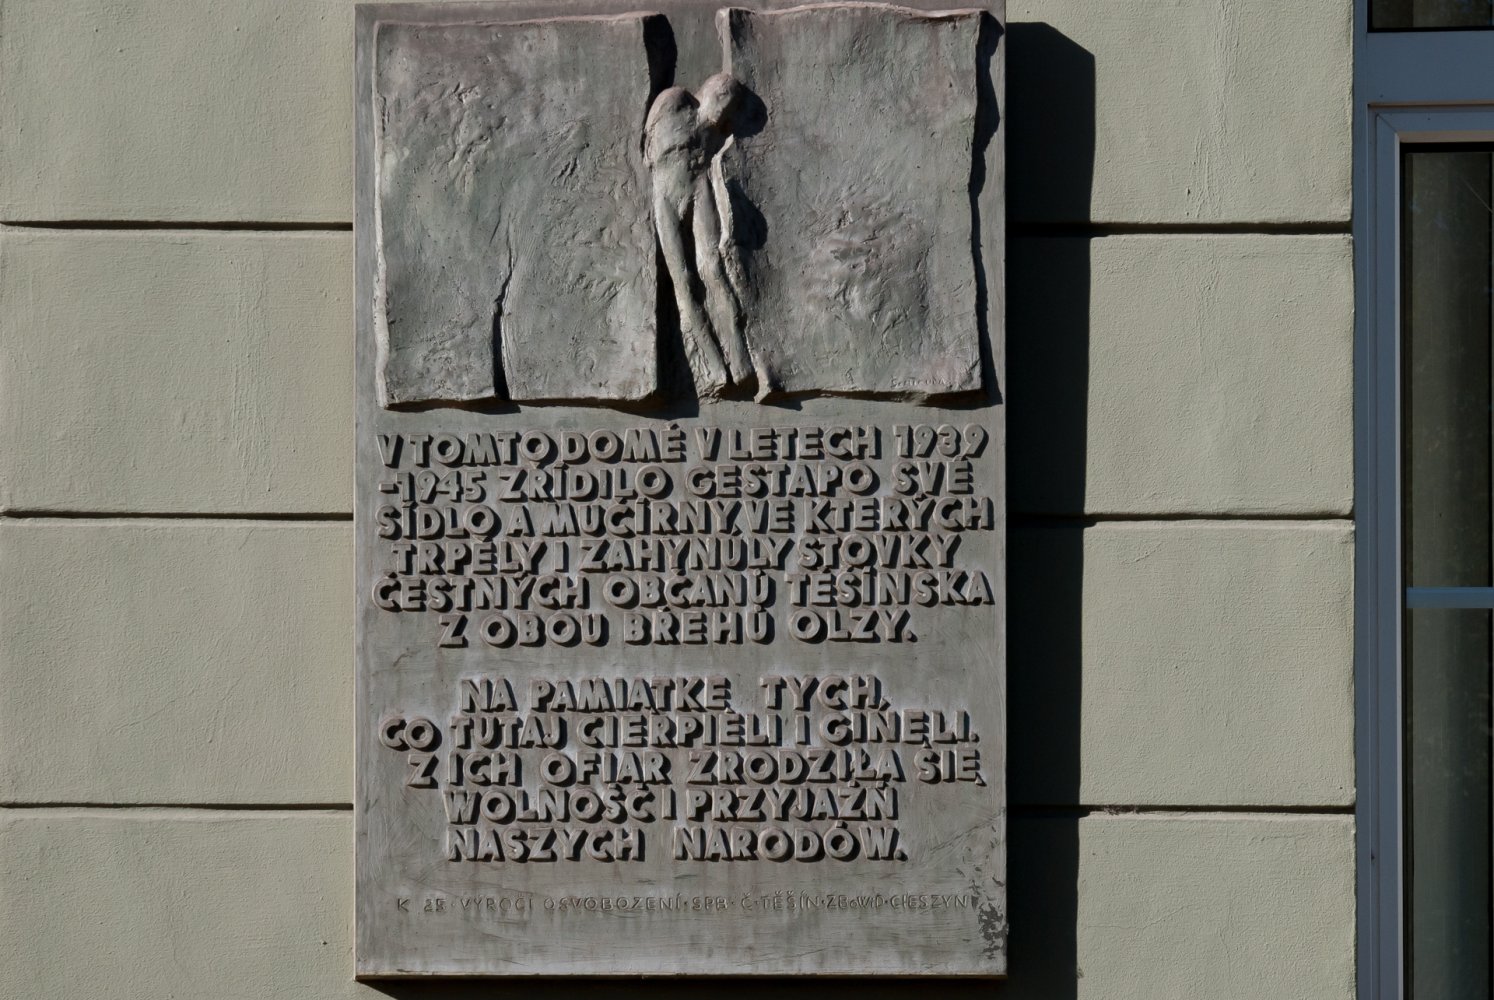 V TOMTO DOMĚ V LETECH 1939
-1945 ZŘÍDILO GESTAPO SVÉ
SÍDLO A MUČÍRNY, VE KTERÝCH
TRPĚLY I ZAHYNULY STOVKY
ČESTNÝCH OBČANŮ TĚŠÍNSKA
Z OBOU BŘEHŮ OLZY.
NA PAMIĄTKĘ TYCH,
CO TUTAJ CIERPIELI I GINĘLI.
Z ICH OFIAR ZRODZIŁA SIĘ
WOLNOŚĆ I PRZYJAŹŃ
NASZYCH NARODÓW.
K 25·VÝROČÍ OSVOBOZENÍ·SPB·Č·TĚŠÍN·ZBoWiD·CIESZYN